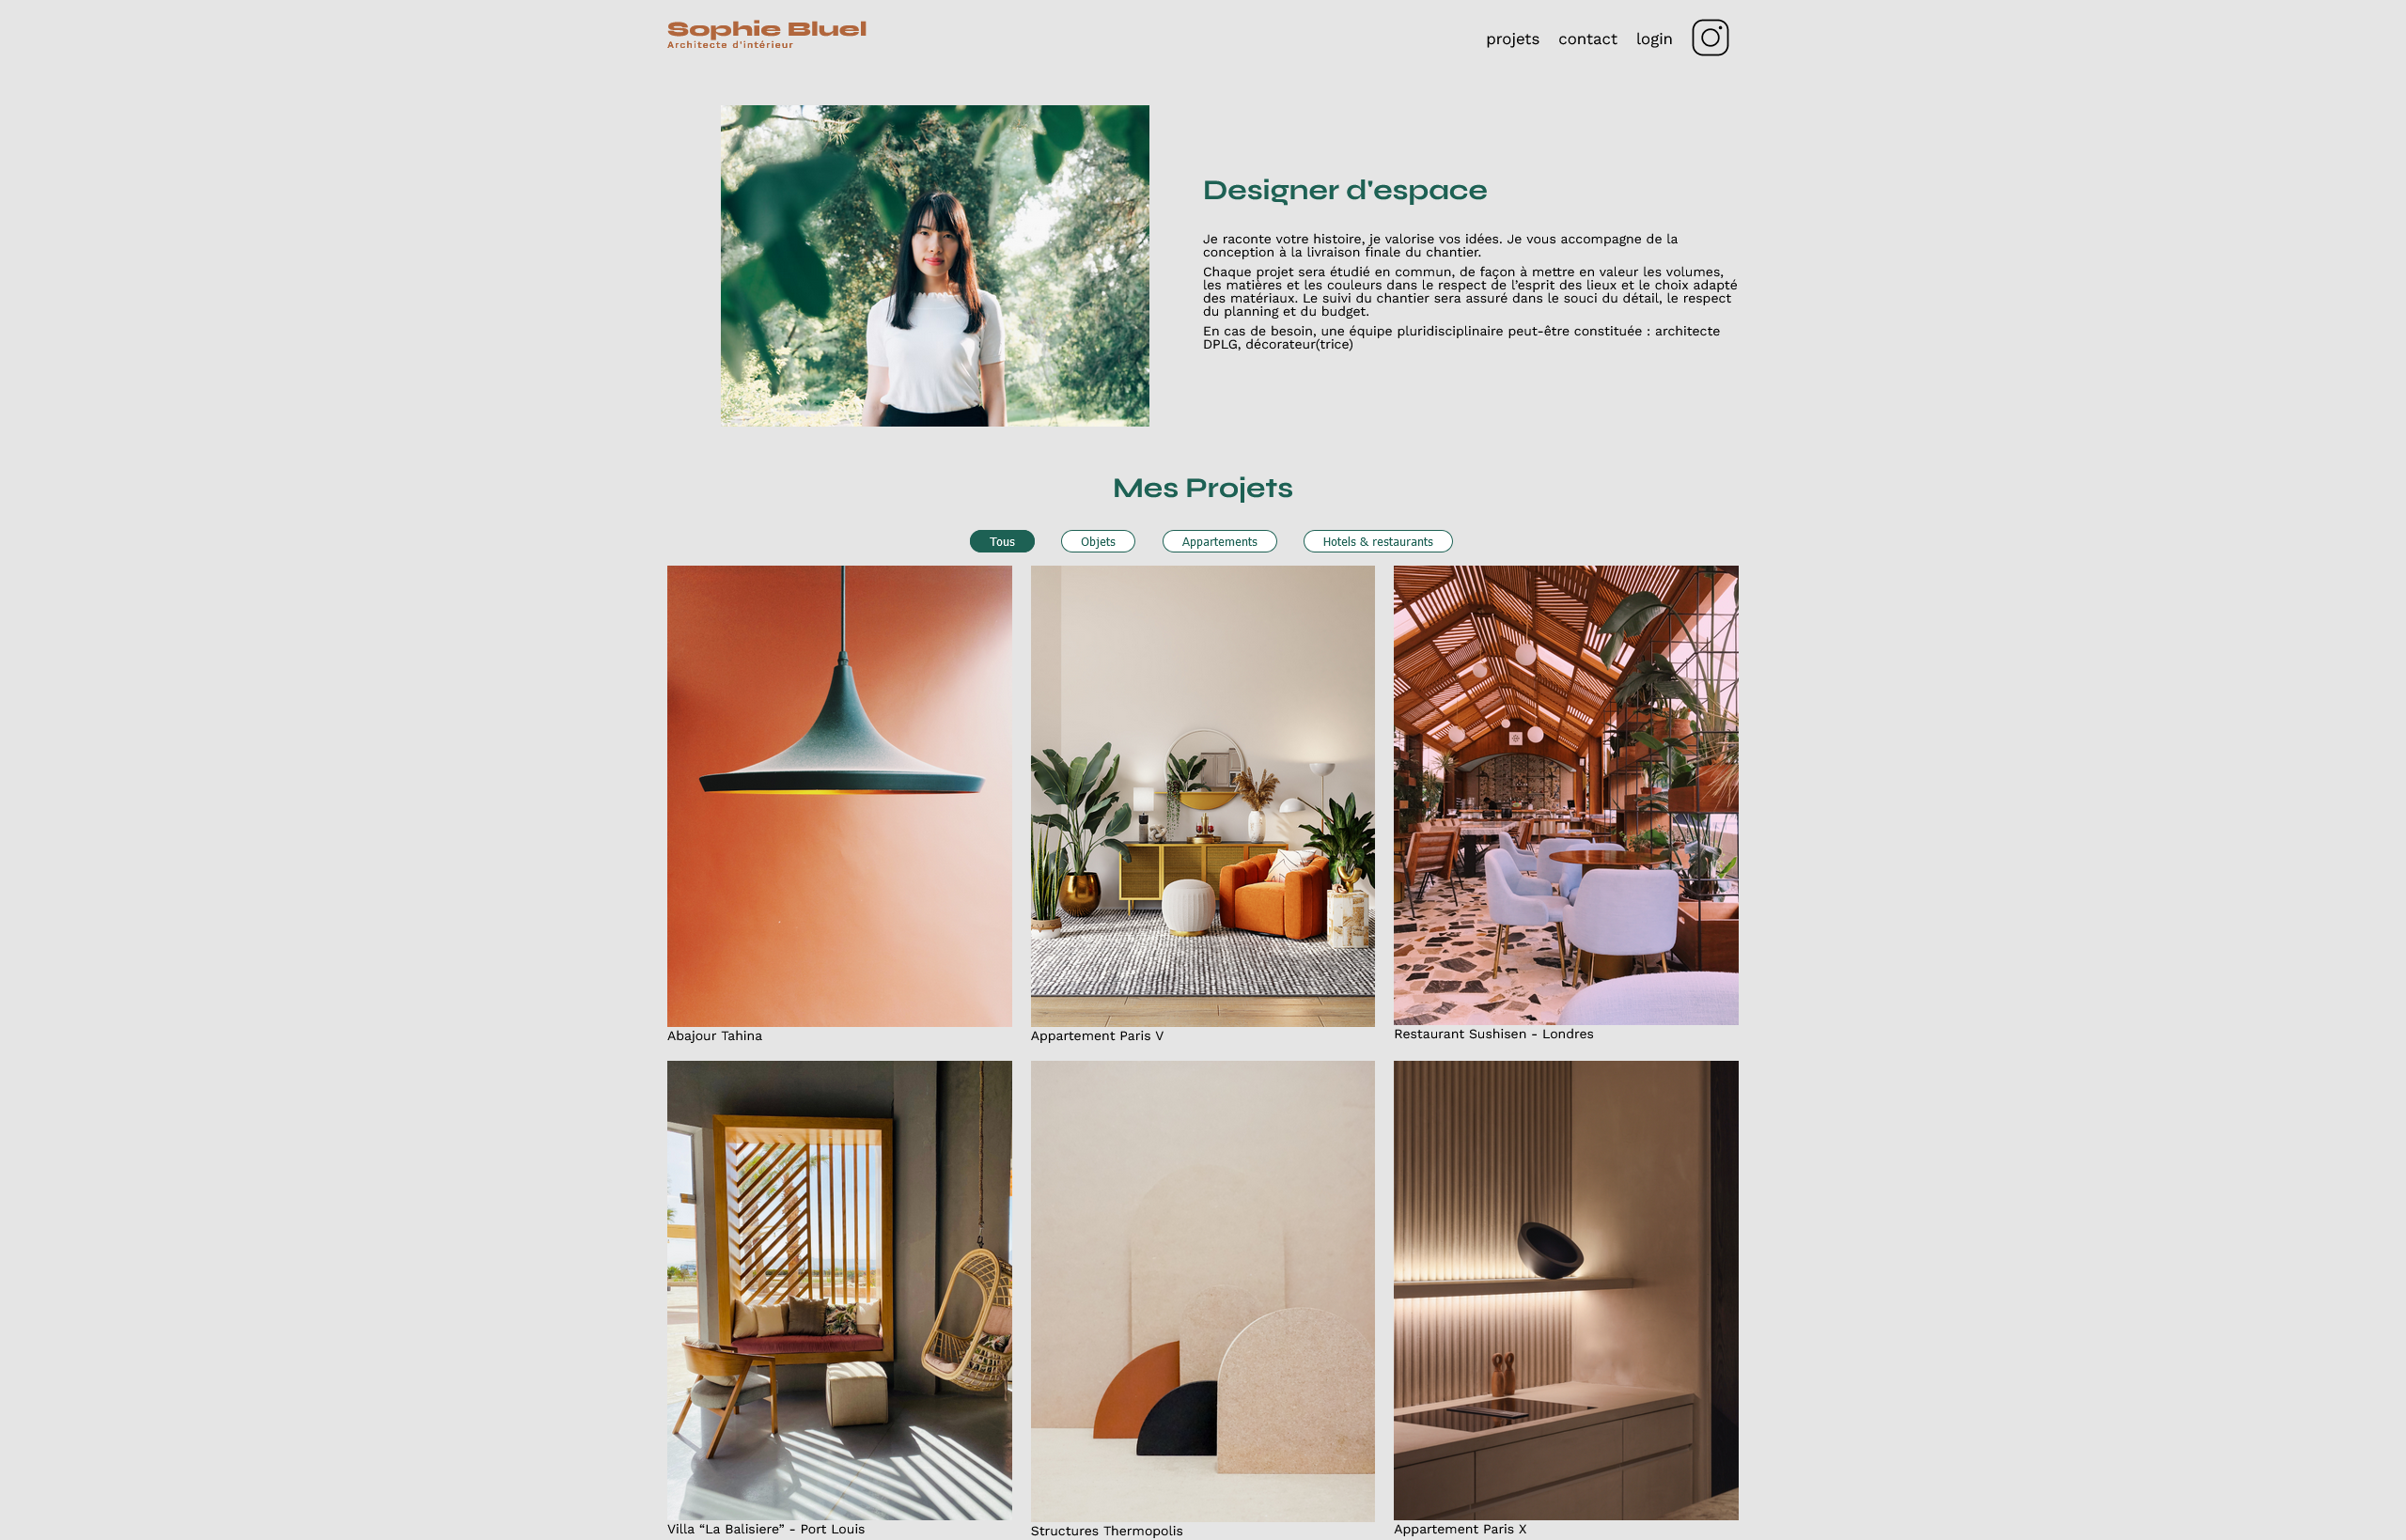 Sophie Bluel
Architecte d'intérieur
projets contact login
Designer d'espace
Je raconte votre histoire, je valorise vos idées. Je vous accompagne de la
conception à la livraison finale du chantier.
Chaque projet sera étudié en commun, de façon à mettre en valeur les volumes,
les matières et les couleurs dans le respect de l’esprit des lieux et le choix adapté
des matériaux. Le suivi du chantier sera assuré dans le souci du détail, le respect
du planning et du budget.
En cas de besoin, une équipe pluridisciplinaire peut-être constituée : architecte
DPLG, décorateur(trice)
Mes Projets
Tous Objets Appartements Hotels & restaurants
Abajour Tahina
Appartement Paris V
Restaurant Sushisen - Londres
Villa “La Balisiere” - Port Louis
Structures Thermopolis
Appartement Paris X